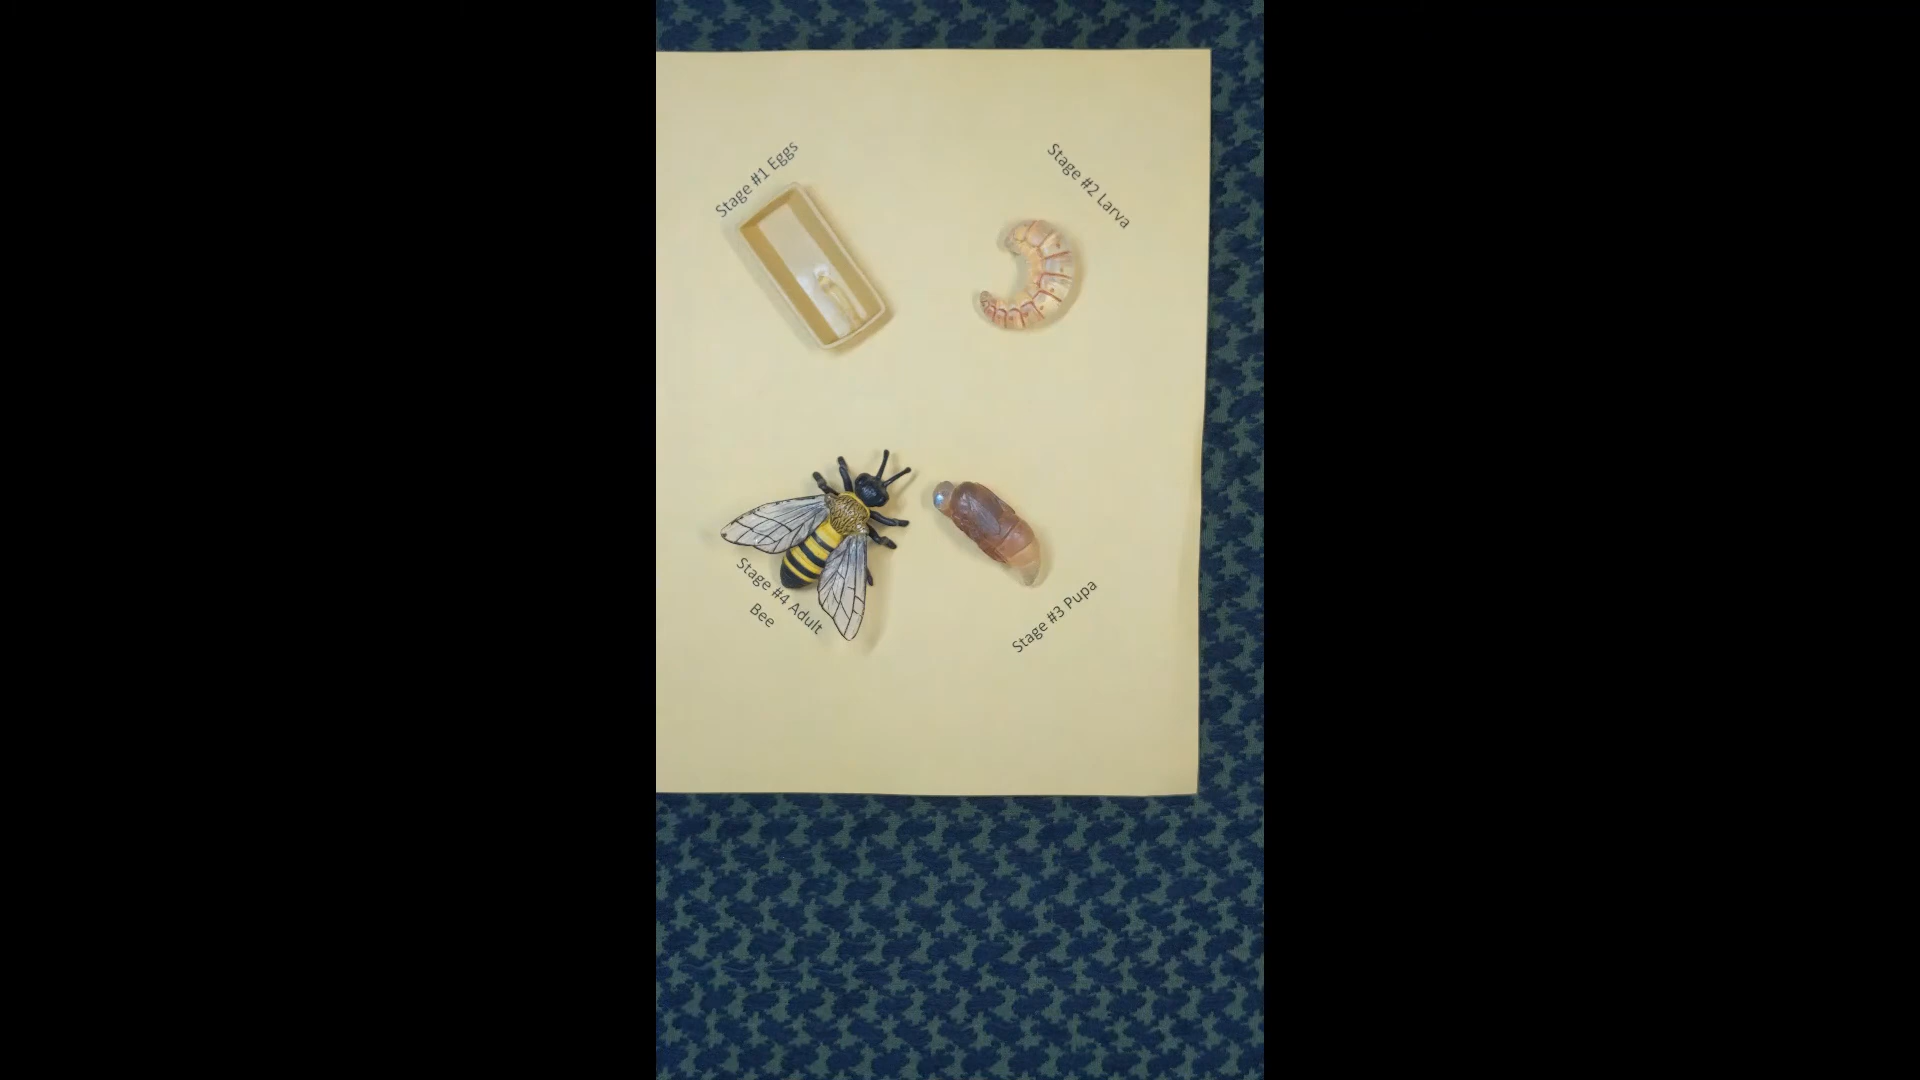 Stage #1 Eggs
Stage #2 Larva
Stage #4 Adult
Bee
Stage #3 Pupa